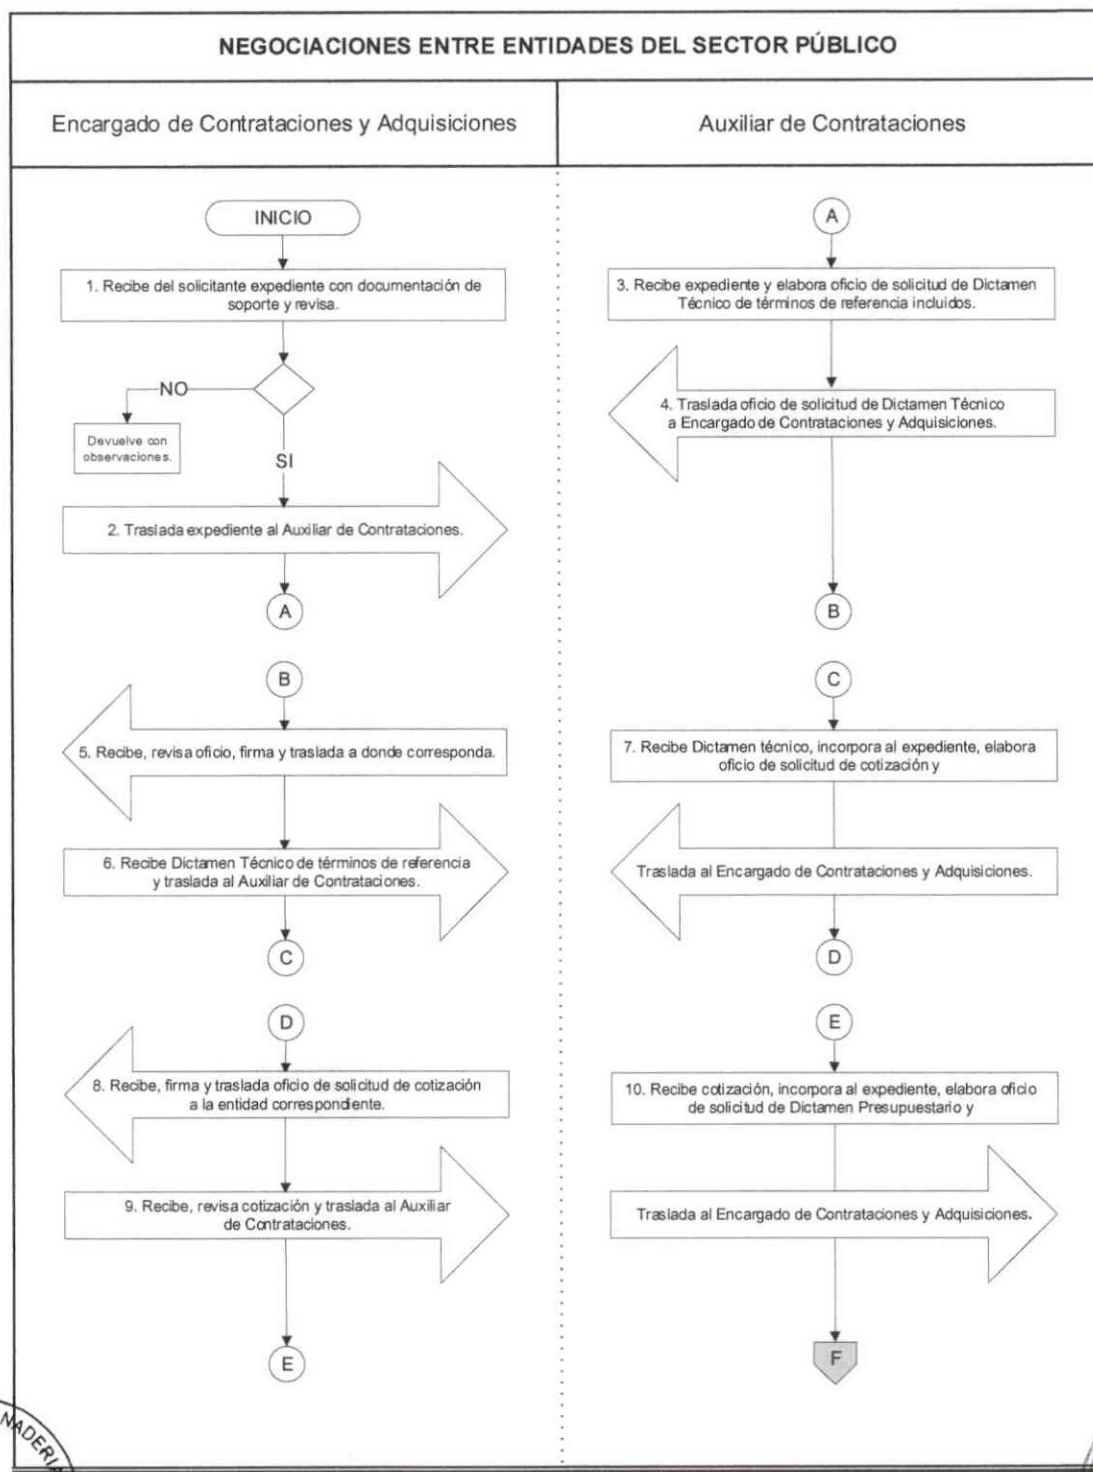 NEGOCIACIONES ENTRE ENTIDADES DEL SECTOR PÚBLICO
Encargado de Contrataciones y Adquisiciones
Auxiliar de Contrataciones
INICIO
1. Recibe del solicitante expediente con documentación de
soporte y revisa.
NO
Devuelve con
observaciones.
SI
2. Traslada expediente al Auxiliar de Contrataciones.
A
A
3. Recibe expediente y elabora oficio de solicitud de Dictamen
Técnico de términos de referencia incluidos.
4. Traslada oficio de solicitud de Dictamen Técnico
a Encargado de Contrataciones y Adquisiciones.
B
B
5. Recibe, revisa oficio, firma y traslada a donde corresponda.
6. Recibe Dictamen Técnico de términos de referencia
y traslada al Auxiliar de Contrataciones.
C
C
7. Recibe Dictamen técnico, incorpora al expediente, elabora
oficio de solicitud de cotización y
Traslada al Encargado de Contrataciones y Adquisiciones.
D
D
8. Recibe, firma y traslada oficio de solicitud de cotización
a la entidad correspondiente.
9. Recibe, revisa cotización y traslada al Auxiliar
de Contrataciones.
E
E
10. Recibe cotización, incorpora al expediente, elabora oficio
de solicitud de Dictamen Presupuestario y
Traslada al Encargado de Contrataciones y Adquisiciones.
F